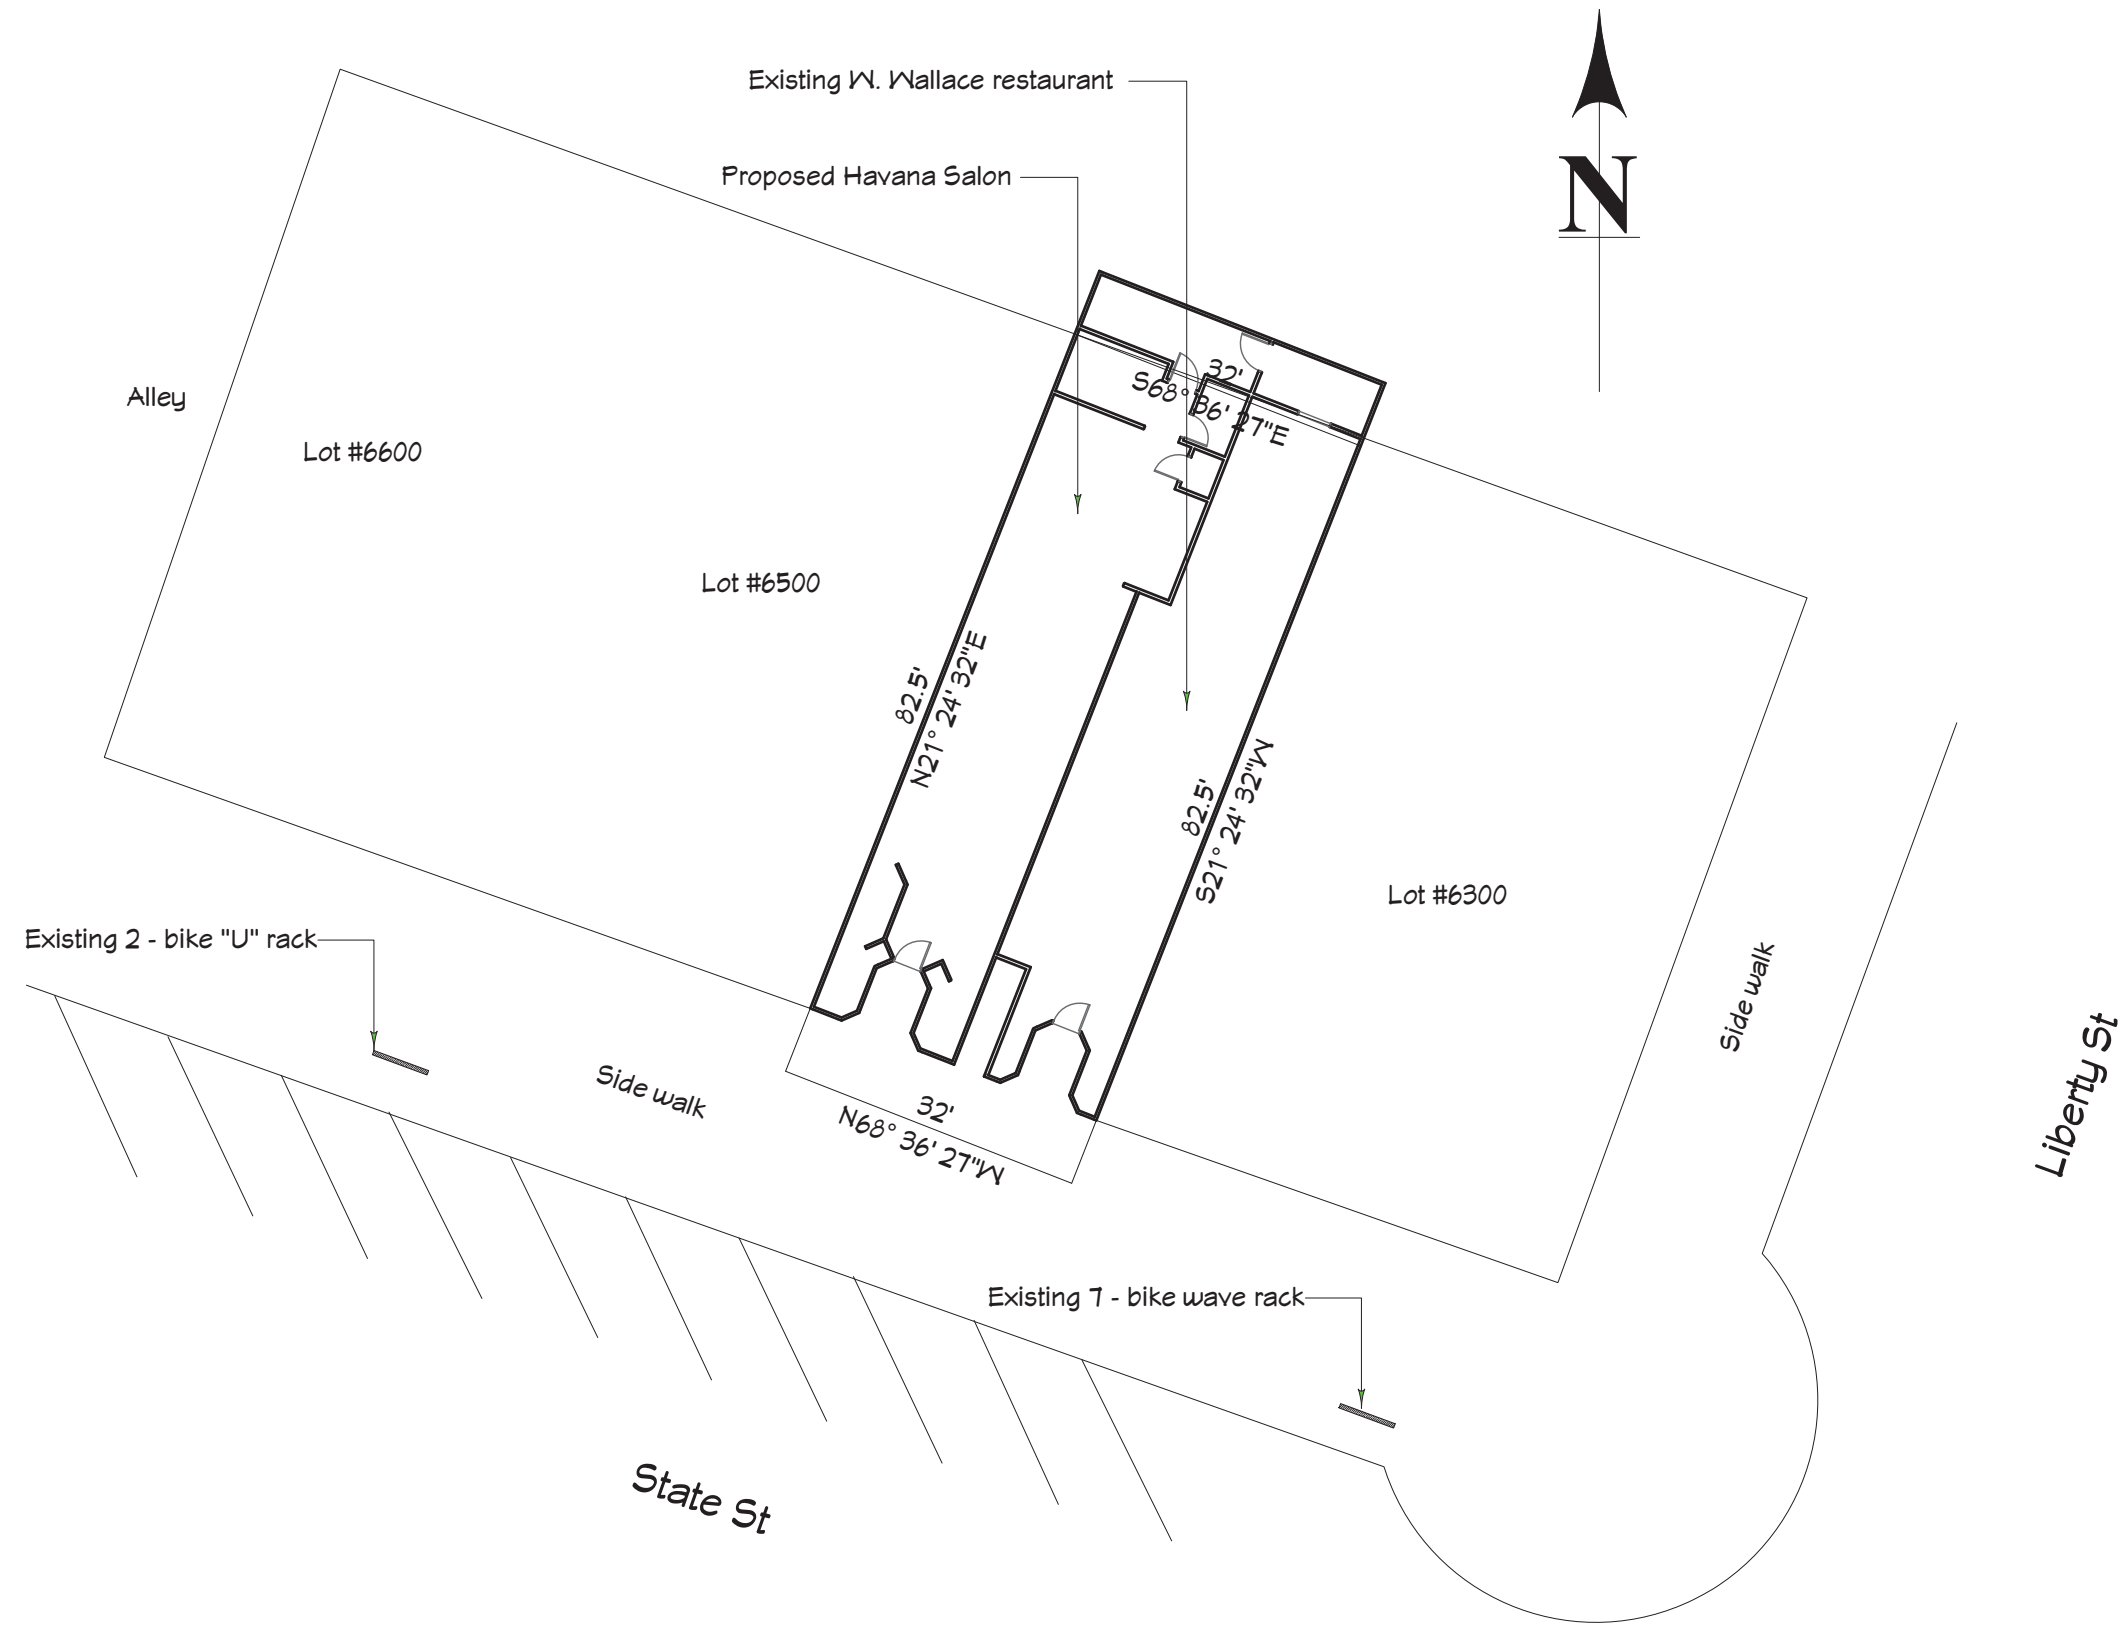 Existing W. Wallace restaurant
Proposed Havana Salon
N
32'
S68° 36' 27"E
Alley
Lot #6600
Lot #6500
82.5'
N21° 24' 32"E
82.5'
S21° 24' 32"W
Lot #6300
Existing 2 - bike "U" rack
Side walk
Side walk
Liberty St
32'
N68° 36' 27"W
Existing 7 - bike wave rack
State St